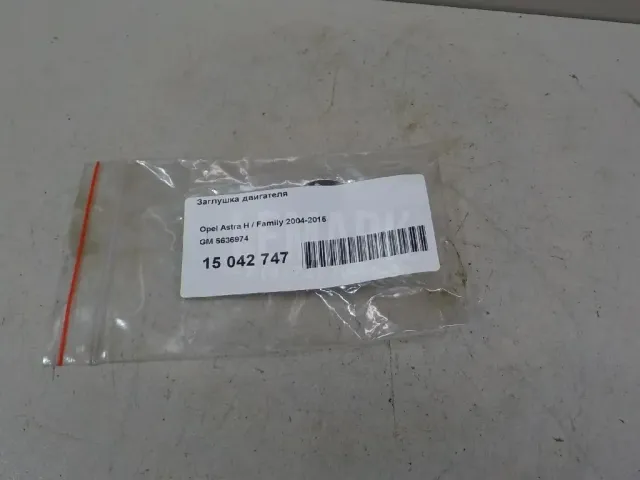 Заглушка двигателя
Opel Astra H / Family 2004-2015
GM 5636974
15 042 747